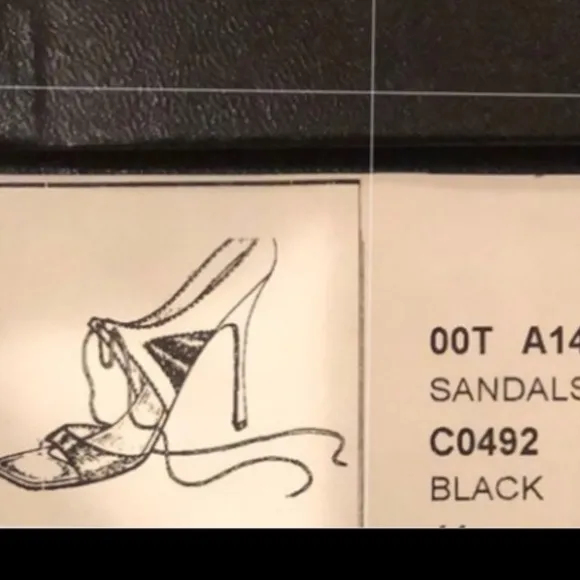 00T A14
SANDALS
C0492
BLACK